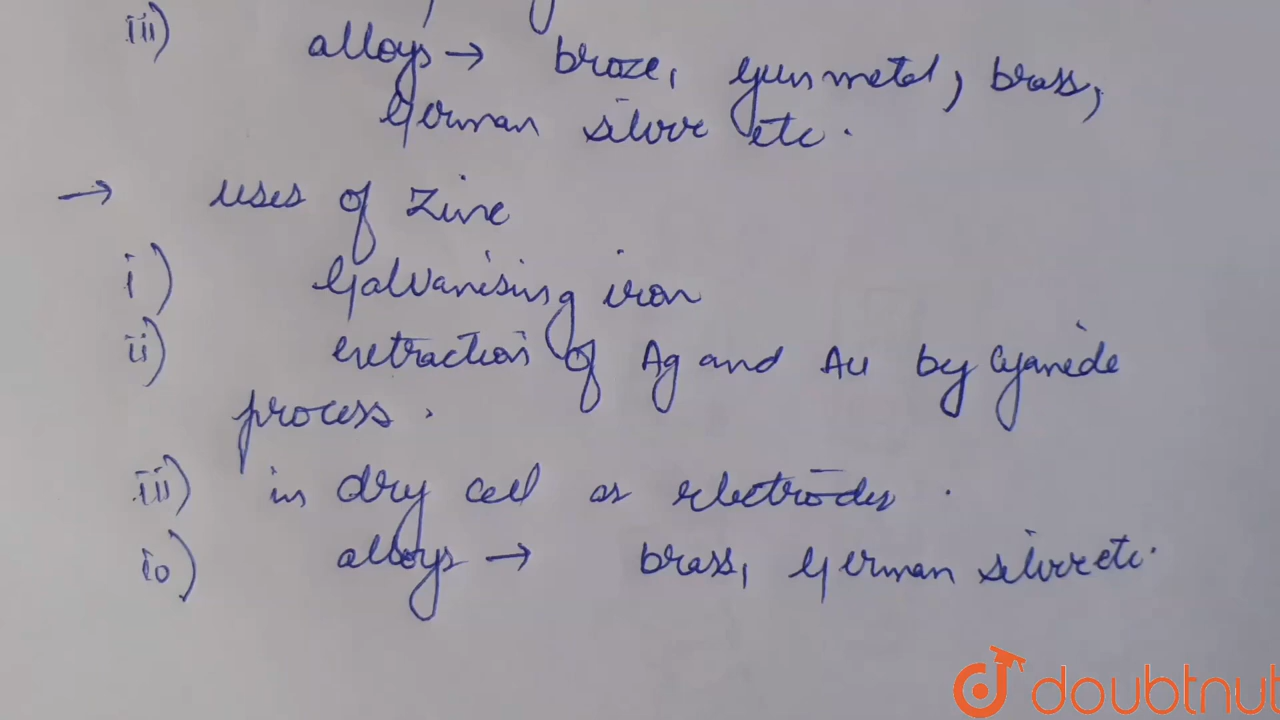 iii) alloys → broze, Gun metal, brass,
German silver etc.
→ uses of Zinc
i) Galvanising iron
ii) extraction of Ag and Au by Cyanide
process.
iii) in dry cell as electrodes.
iv) alloys → brass, German silver etc.
doubtnut